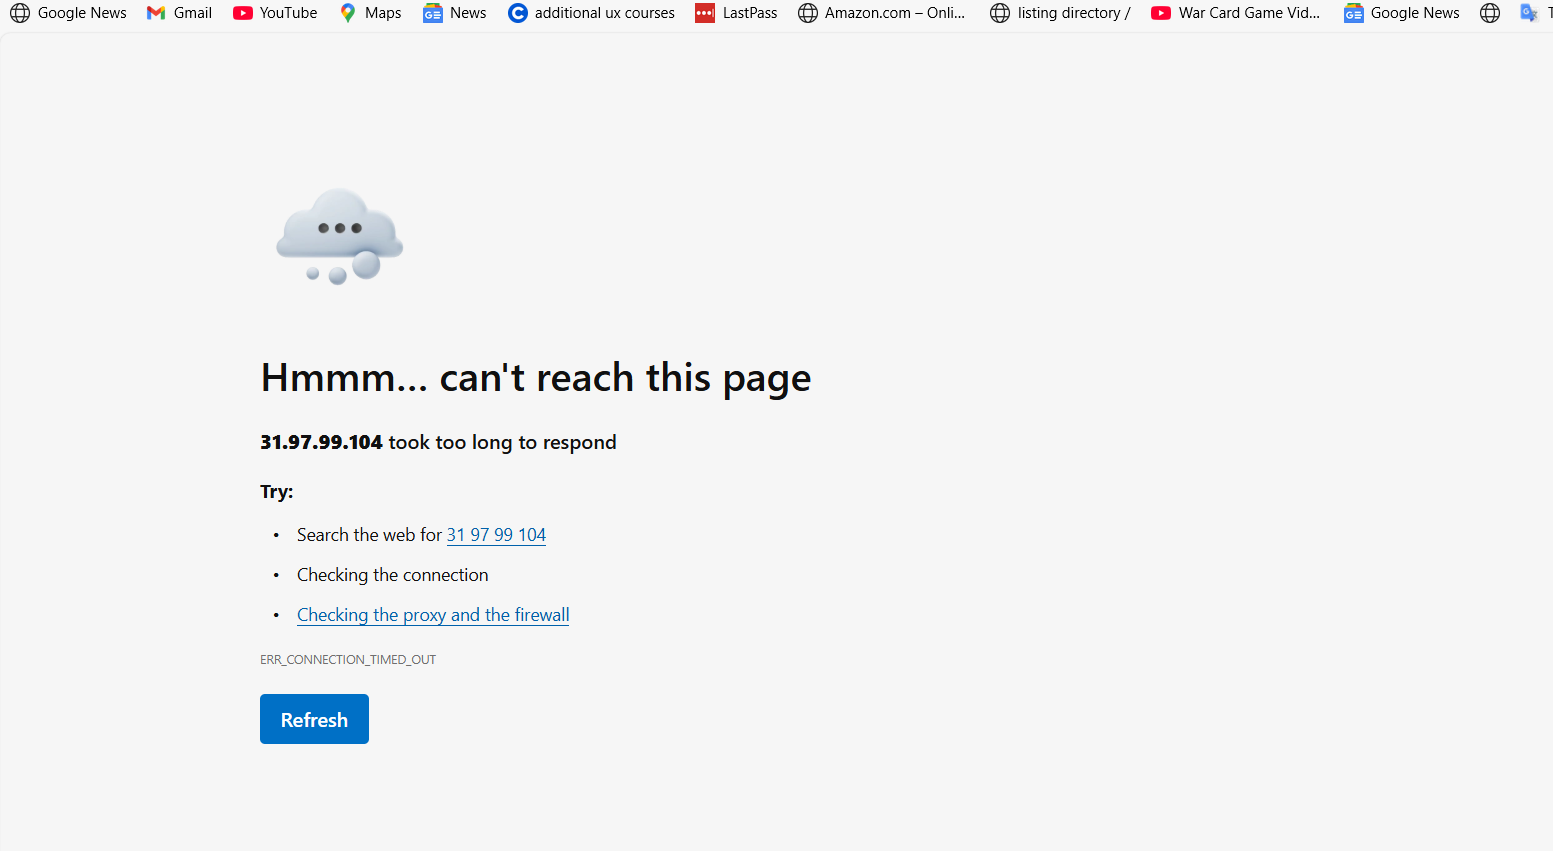 Google News Gmail YouTube Maps News additional ux courses LastPass Amazon.com – Onli... listing directory / War Card Game Vid... Google News T
Hmmm... can't reach this page
31.97.99.104 took too long to respond
Try:
• Search the web for 31 97 99 104
• Checking the connection
• Checking the proxy and the firewall
ERR_CONNECTION_TIMED_OUT
Refresh